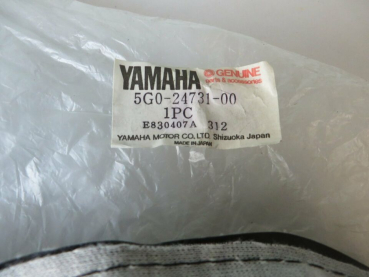 YAMAHA GENUINE
parts & accessories
5G0-24731-00
1PC
E830407A 312
YAMAHA MOTOR CO., LTD. Shizuoka Japan
MADE IN JAPAN